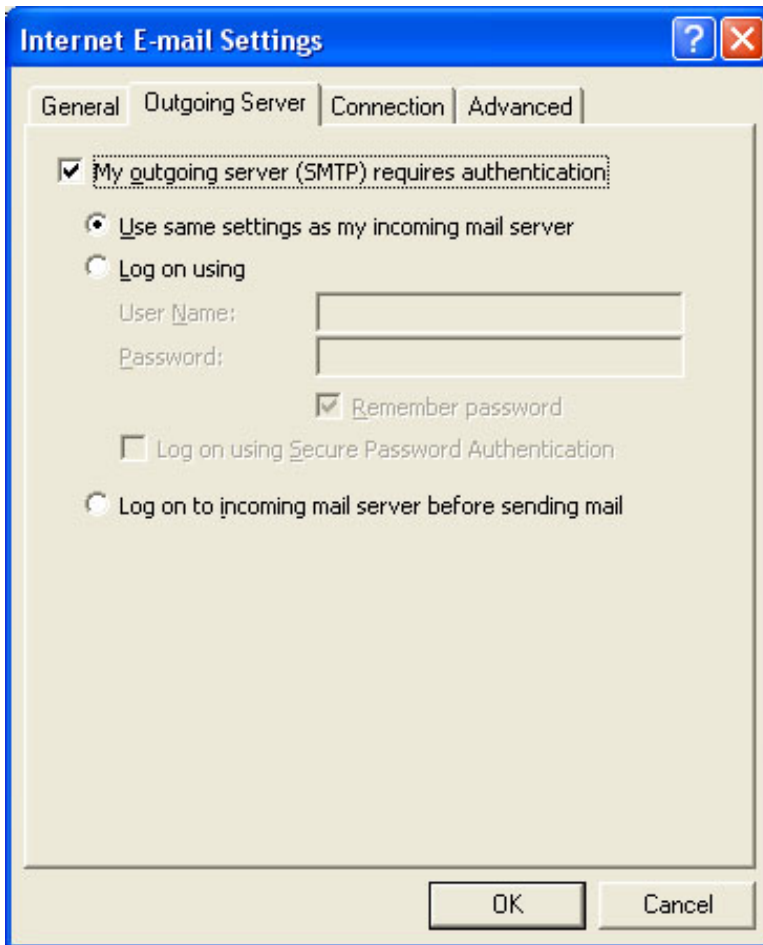 Internet E-mail Settings
General Outgoing Server Connection Advanced
My outgoing server (SMTP) requires authentication
Use same settings as my incoming mail server
Log on using
User Name:
Password:
Remember password
Log on using Secure Password Authentication
Log on to incoming mail server before sending mail
OK Cancel